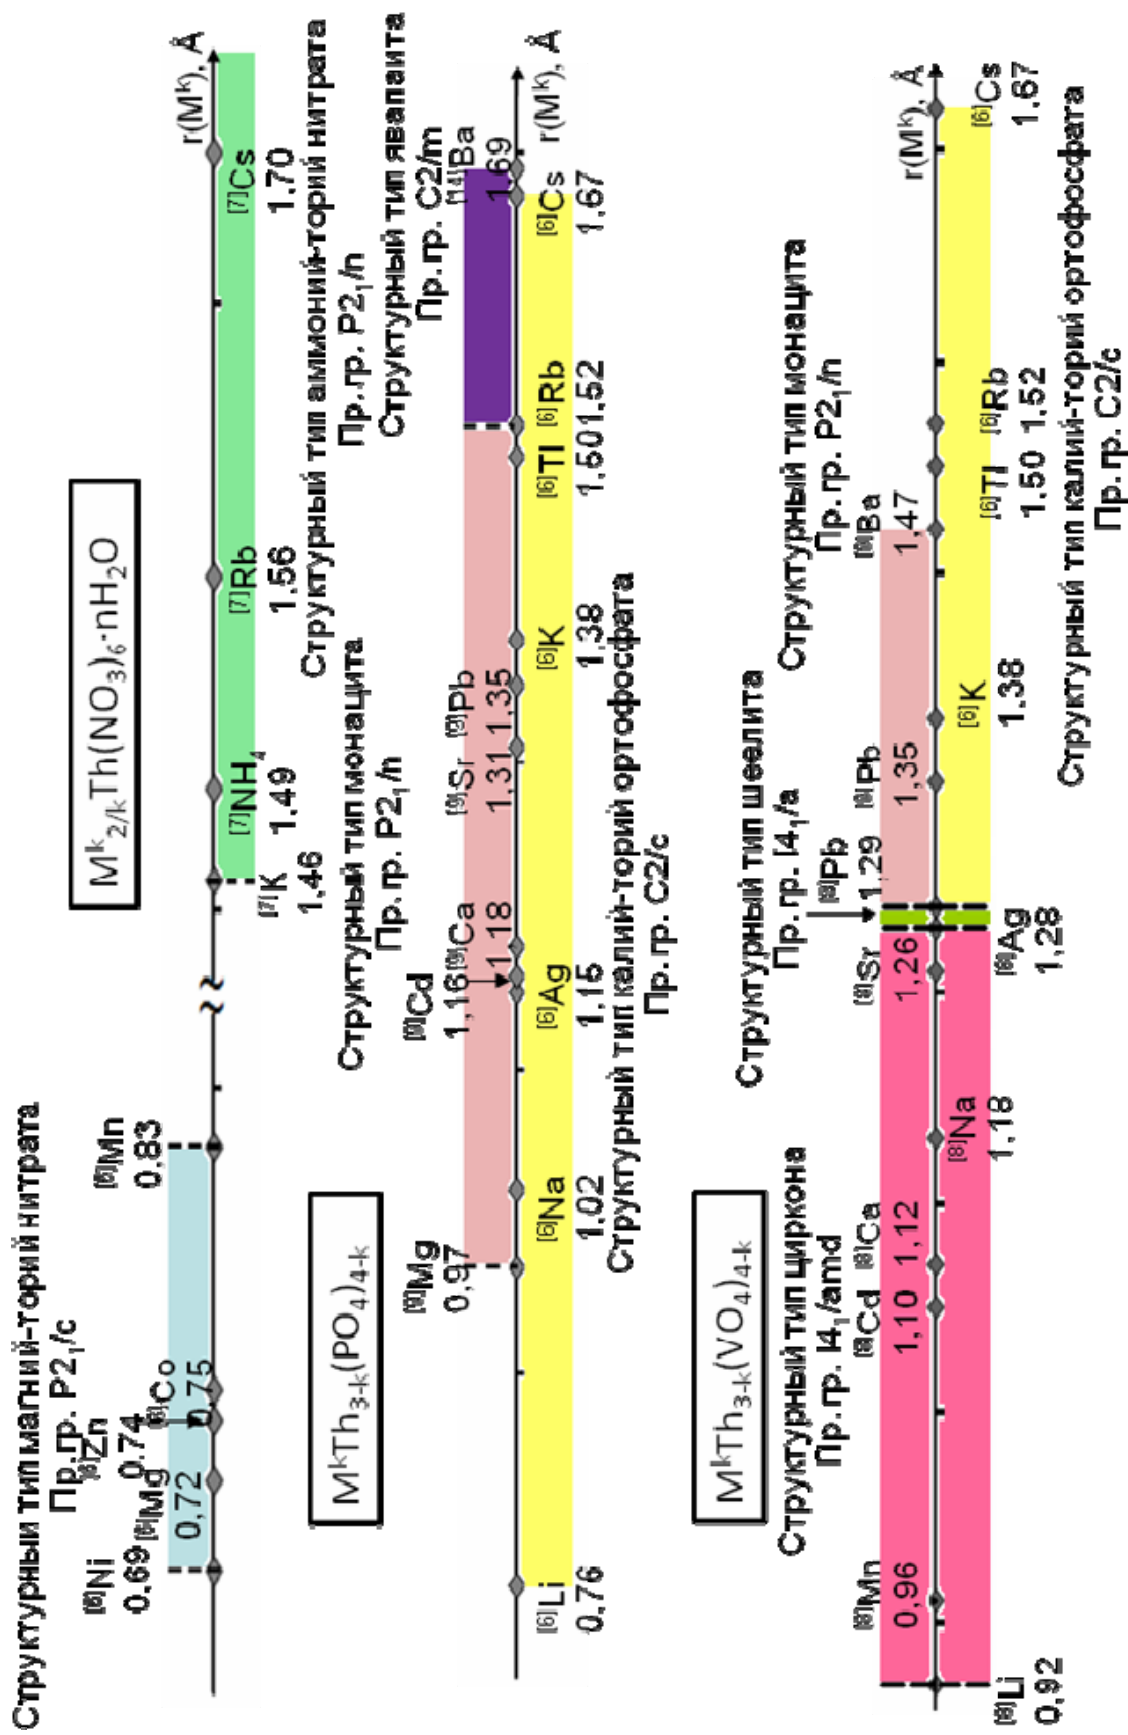 M^k_{2/k}Th(NO₃)₆·nH₂O
Структурный тип магний-торий нитрата
Пр.гр. P2₁/c
[6]Ni
0.69
[6]Mg
0,72
[6]Zn
0.74
[6]Co
0,75
[6]Mn
0.83
[7]K
1.46
[7]NH₄
1.49
[7]Rb
1.56
[7]Cs
1.70
r(M^k), Å
Структурный тип аммоний-торий нитрата
Пр.гр. P2₁/n
M^kTh_{3-k}(PO₄)_{4-k}
Структурный тип монацита
Пр.гр. P2₁/n
Структурный тип явапаита
Пр.гр. C2/m
[9]Mg
0,97
[9]Cd
1,16
[9]Ca
1,18
[9]Sr
1,31
[9]Pb
1,35
[14]Ba
1.69
r(M^k), Å
[6]Li
0,76
[6]Na
1.02
[6]Ag
1,15
[6]K
1.38
[6]Tl
1.50
[6]Rb
1.52
[6]Cs
1.67
Структурный тип калий-торий ортофосфата
Пр.гр. C2/c
M^kTh_{3-k}(VO₄)_{4-k}
Структурный тип циркона
Пр.гр. I4₁/amd
Структурный тип шеелита
Пр.гр. I4₁/a
Структурный тип монацита
Пр.гр. P2₁/n
[8]Mn
0,96
[8]Cd
1,10
[8]Ca
1,12
[8]Sr
1,26
[8]Pb
1,29
[9]Pb
1,35
[9]Ba
1,47
r(M^k), Å
[8]Li
0,92
[8]Na
1,18
[8]Ag
1,28
[6]K
1.38
[6]Tl
1.50
[6]Rb
1.52
[6]Cs
1.67
Структурный тип калий-торий ортофосфата
Пр.гр. C2/c